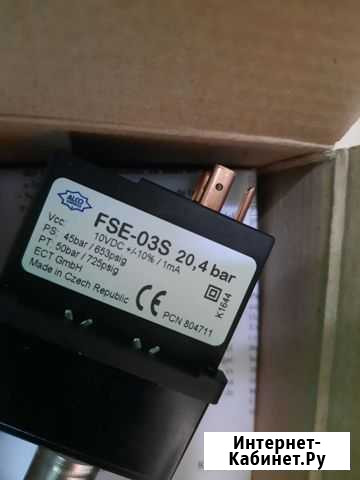 ALCO
FSE-03S 20,4 bar
Vcc: 10VDC +/-10% / 1mA
PS: 45bar / 653psig
PT: 50bar / 725psig
ECT GmbH
Made in Czech Republic
CE
PCN 804711
K1644
Интернет-
Кабинет.Ру